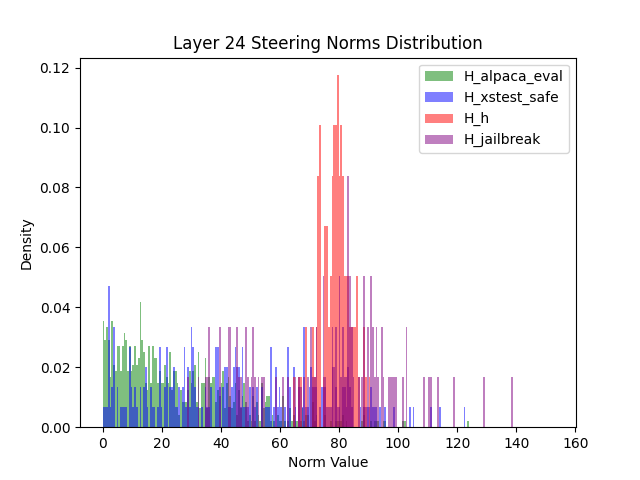 Layer 24 Steering Norms Distribution
0.12
0.10
0.08
0.06
0.04
0.02
0.00
Density
H_alpaca_eval
H_xstest_safe
H_h
H_jailbreak
0 20 40 60 80 100 120 140 160
Norm Value